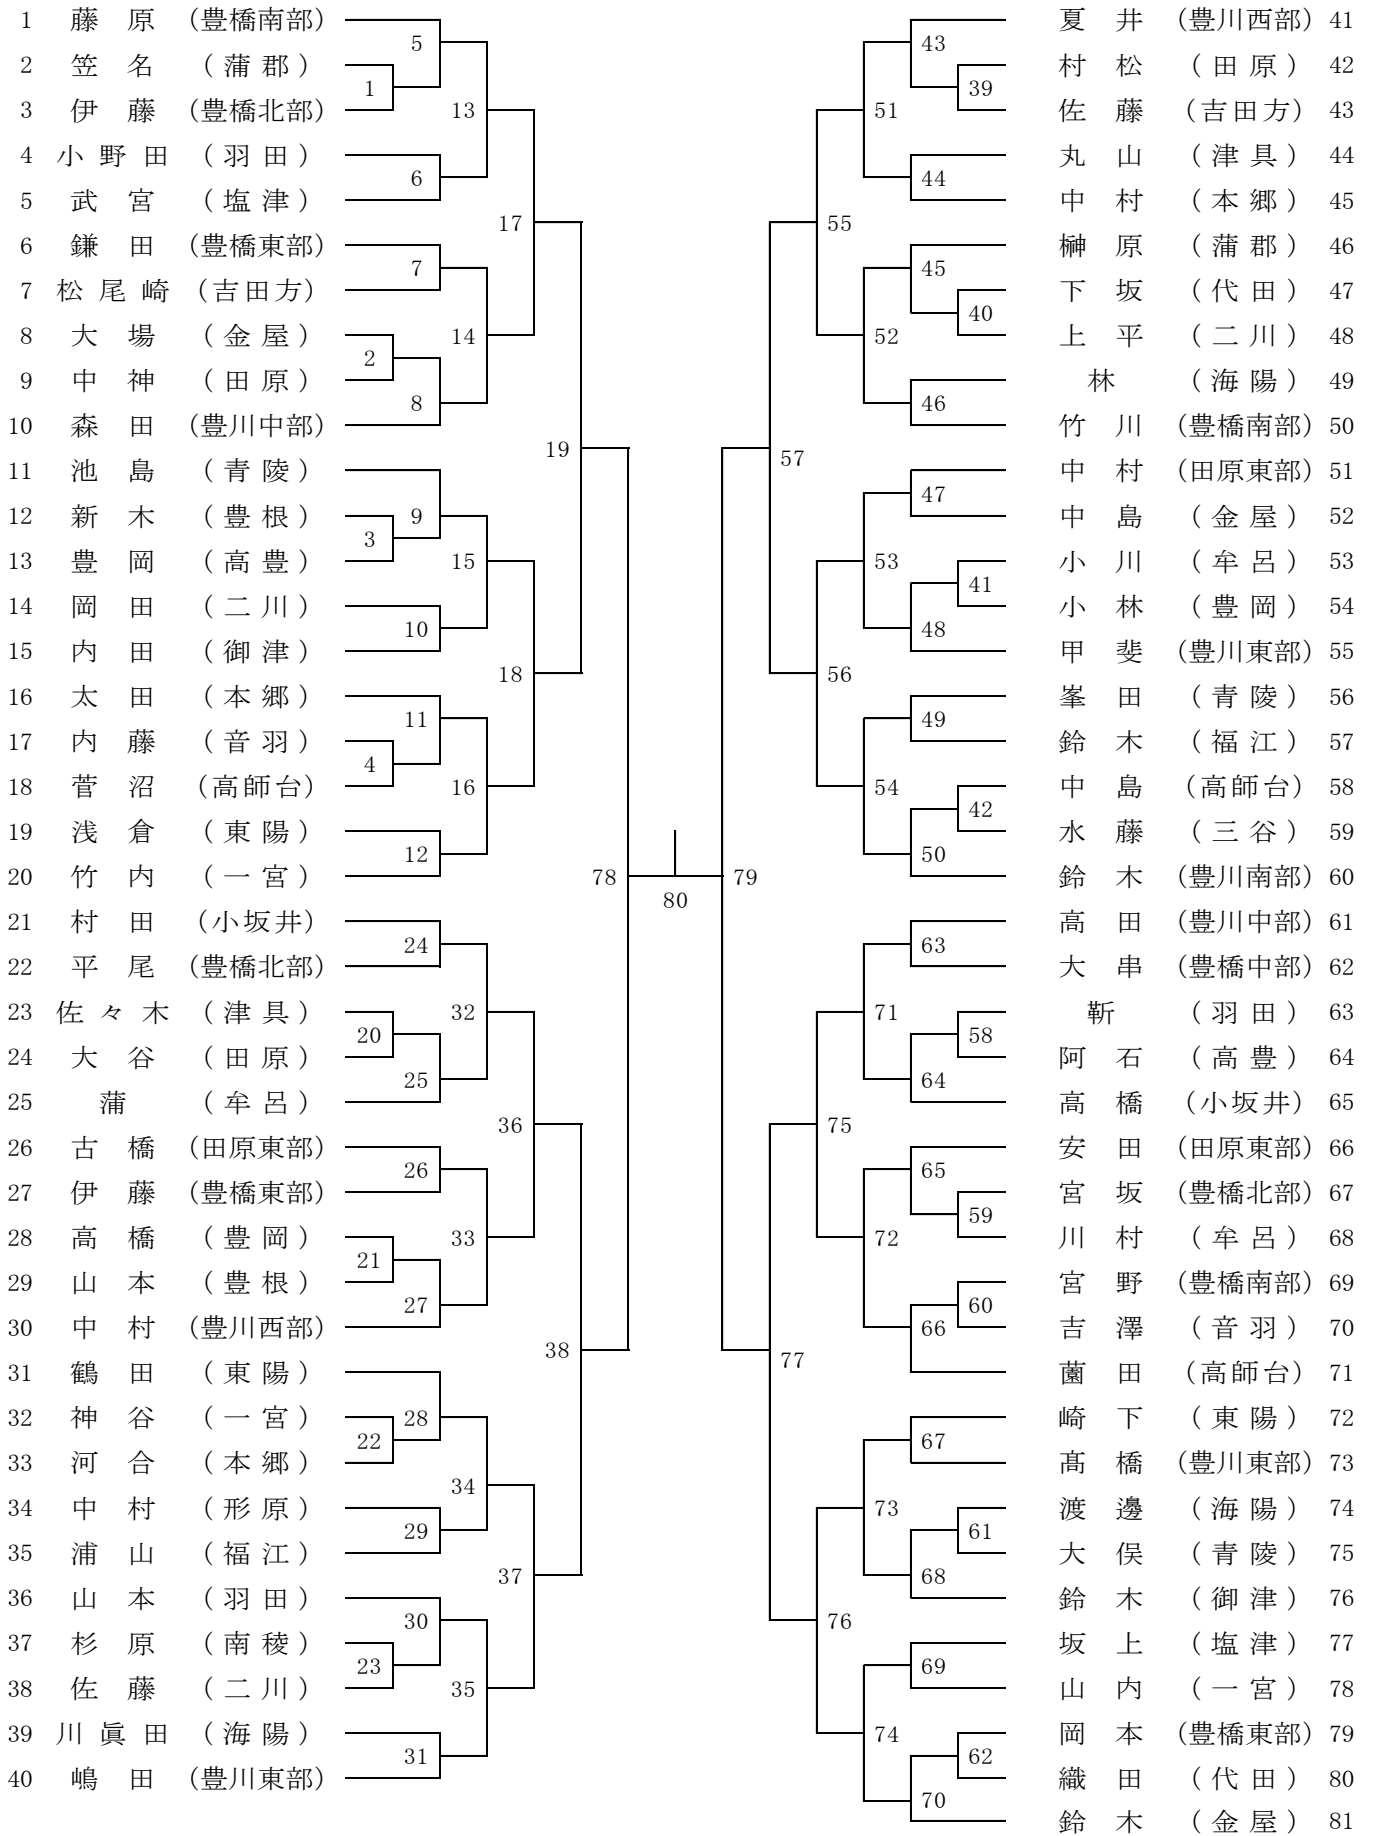 1 藤原 (豊橋南部)
2 笠名 (蒲郡)
3 伊藤 (豊橋北部)
4 小野田 (羽田)
5 武宮 (塩津)
6 鎌田 (豊橋東部)
7 松尾崎 (吉田方)
8 大場 (金屋)
9 中神 (田原)
10 森田 (豊川中部)
11 池島 (青陵)
12 新木 (豊根)
13 豊岡 (高豊)
14 岡田 (二川)
15 内田 (御津)
16 太田 (本郷)
17 内藤 (音羽)
18 菅沼 (高師台)
19 浅倉 (東陽)
20 竹内 (一宮)
21 村田 (小坂井)
22 平尾 (豊橋北部)
23 佐々木 (津具)
24 大谷 (田原)
25 蒲 (牟呂)
26 古橋 (田原東部)
27 伊藤 (豊橋東部)
28 高橋 (豊岡)
29 山本 (豊根)
30 中村 (豊川西部)
31 鶴田 (東陽)
32 神谷 (一宮)
33 河合 (本郷)
34 中村 (形原)
35 浦山 (福江)
36 山本 (羽田)
37 杉原 (南稜)
38 佐藤 (二川)
39 川眞田 (海陽)
40 嶋田 (豊川東部)
5
1
13
6
17
7
14
2
8
19
9
3
15
10
18
11
4
16
12
78
24
32
20
25
36
26
33
21
27
38
28
22
34
29
37
30
23
35
31
80
79
43
39
51
44
55
45
40
52
46
57
47
53
41
48
56
49
54
42
50
63
71
58
64
75
65
59
72
60
66
77
67
73
61
68
76
69
74
62
70
夏井 (豊川西部) 41
村松 (田原) 42
佐藤 (吉田方) 43
丸山 (津具) 44
中村 (本郷) 45
榊原 (蒲郡) 46
下坂 (代田) 47
上平 (二川) 48
林 (海陽) 49
竹川 (豊橋南部) 50
中村 (田原東部) 51
中島 (金屋) 52
小川 (牟呂) 53
小林 (豊岡) 54
甲斐 (豊川東部) 55
峯田 (青陵) 56
鈴木 (福江) 57
中島 (高師台) 58
水藤 (三谷) 59
鈴木 (豊川南部) 60
高田 (豊川中部) 61
大串 (豊橋中部) 62
靳 (羽田) 63
阿石 (高豊) 64
高橋 (小坂井) 65
安田 (田原東部) 66
宮坂 (豊橋北部) 67
川村 (牟呂) 68
宮野 (豊橋南部) 69
吉澤 (音羽) 70
薗田 (高師台) 71
崎下 (東陽) 72
髙橋 (豊川東部) 73
渡邊 (海陽) 74
大俣 (青陵) 75
鈴木 (御津) 76
坂上 (塩津) 77
山内 (一宮) 78
岡本 (豊橋東部) 79
織田 (代田) 80
鈴木 (金屋) 81